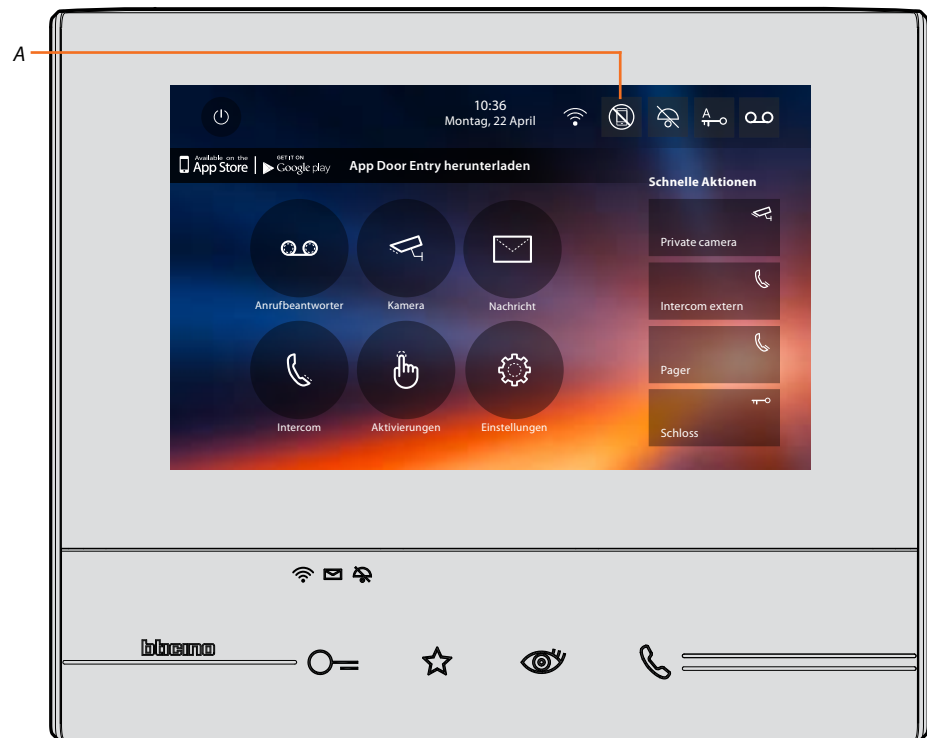 A
10:36
Montag, 22 April
A
Available on the
App Store
GET IT ON
Google play
App Door Entry herunterladen
Schnelle Aktionen
Private camera
Anrufbeantworter
Kamera
Nachricht
Intercom extern
Pager
Intercom
Aktivierungen
Einstellungen
Schloss
bticino